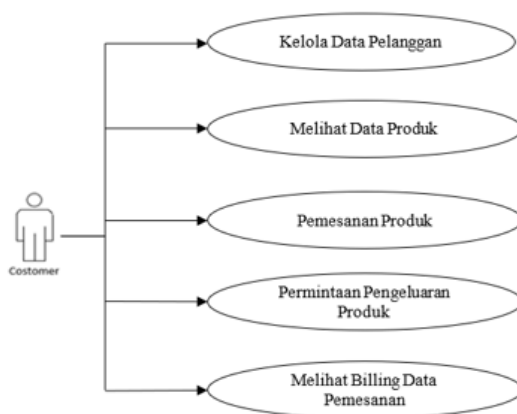 Kelola Data Pelanggan
Melihat Data Produk
Pemesanan Produk
Costomer
Permintaan Pengeluaran
Produk
Melihat Billing Data
Pemesanan